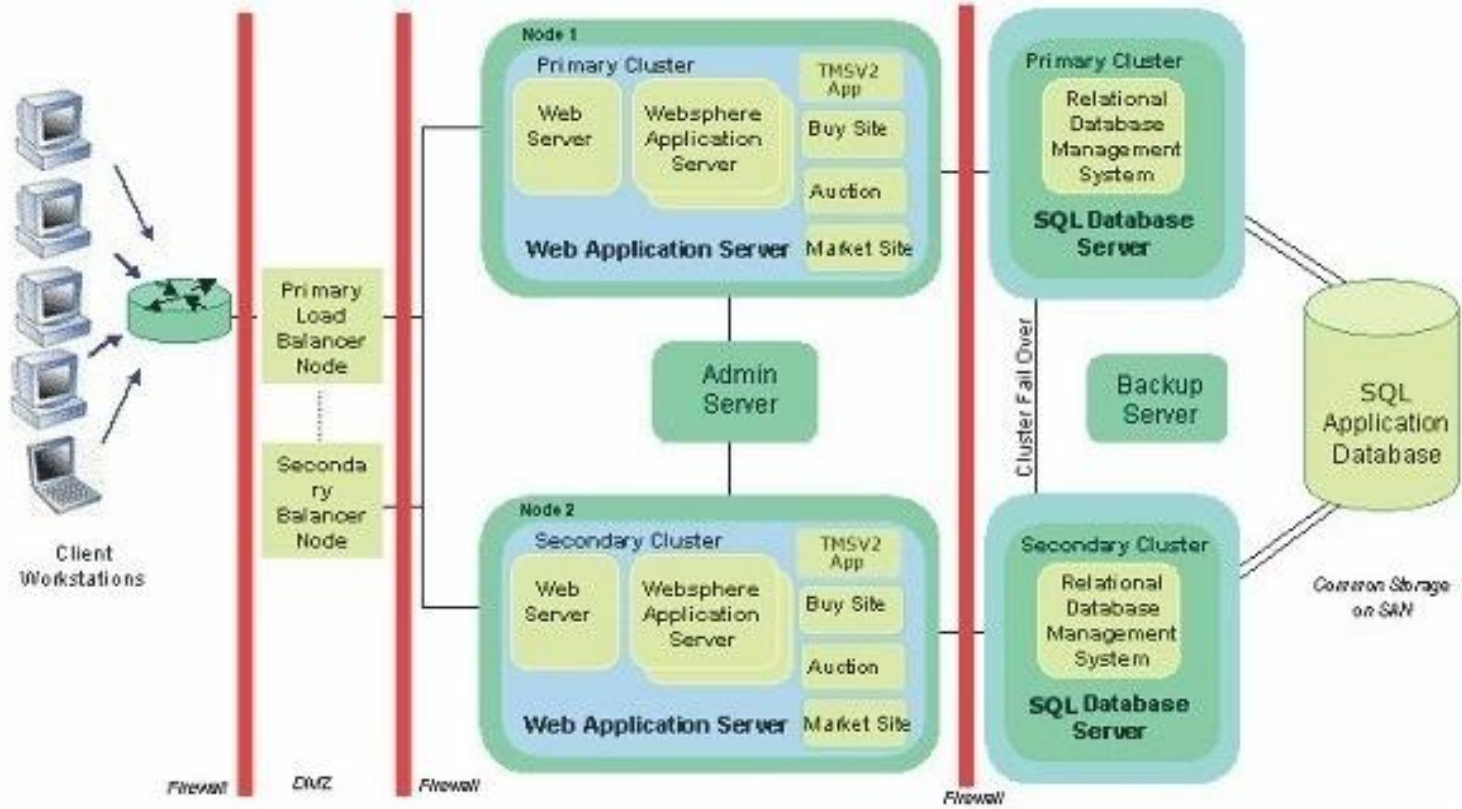 Client
Workstations
Firewall
Primary
Load
Balancer
Node
Seconda
ry
Balancer
Node
DMZ
Firewall
Node 1
Primary Cluster
Web
Server
Websphere
Application
Server
TMSV2
App
Buy Site
Auction
Market Site
Web Application Server
Admin
Server
Node 2
Secondary Cluster
Web
Server
Websphere
Application
Server
TMSV2
App
Buy Site
Auction
Market Site
Web Application Server
Firewall
Primary Cluster
Relational
Database
Management
System
SQL Database
Server
Cluster Fail Over
Backup
Server
Secondary Cluster
Relational
Database
Management
System
SQL Database
Server
SQL
Application
Database
Common Storage
on SAN